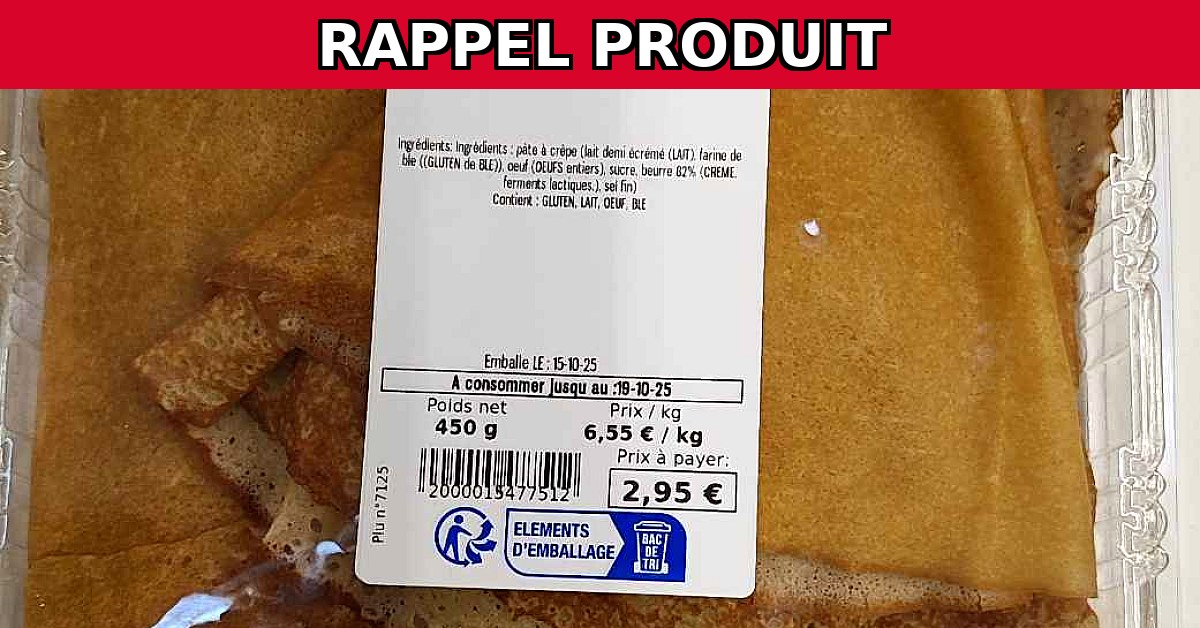 RAPPEL PRODUIT
Ingrédients: Ingrédients : pâte à crêpe (lait demi écrémé (LAIT), farine de
blé ((GLUTEN de BLE)), oeuf (OEUFS entiers), sucre, beurre 82% (CREME,
ferments lactiques,), sel fin)
Contient : GLUTEN, LAIT, OEUF, BLE
Emballe LE : 15-10-25
A consommer Jusqu au :19-10-25
Poids net
Prix / kg
450 g
6,55 € / kg
Prix à payer:
2000015477512
2,95 €
Plu n°7125
ELEMENTS
D'EMBALLAGE
BAC
DE
TRI